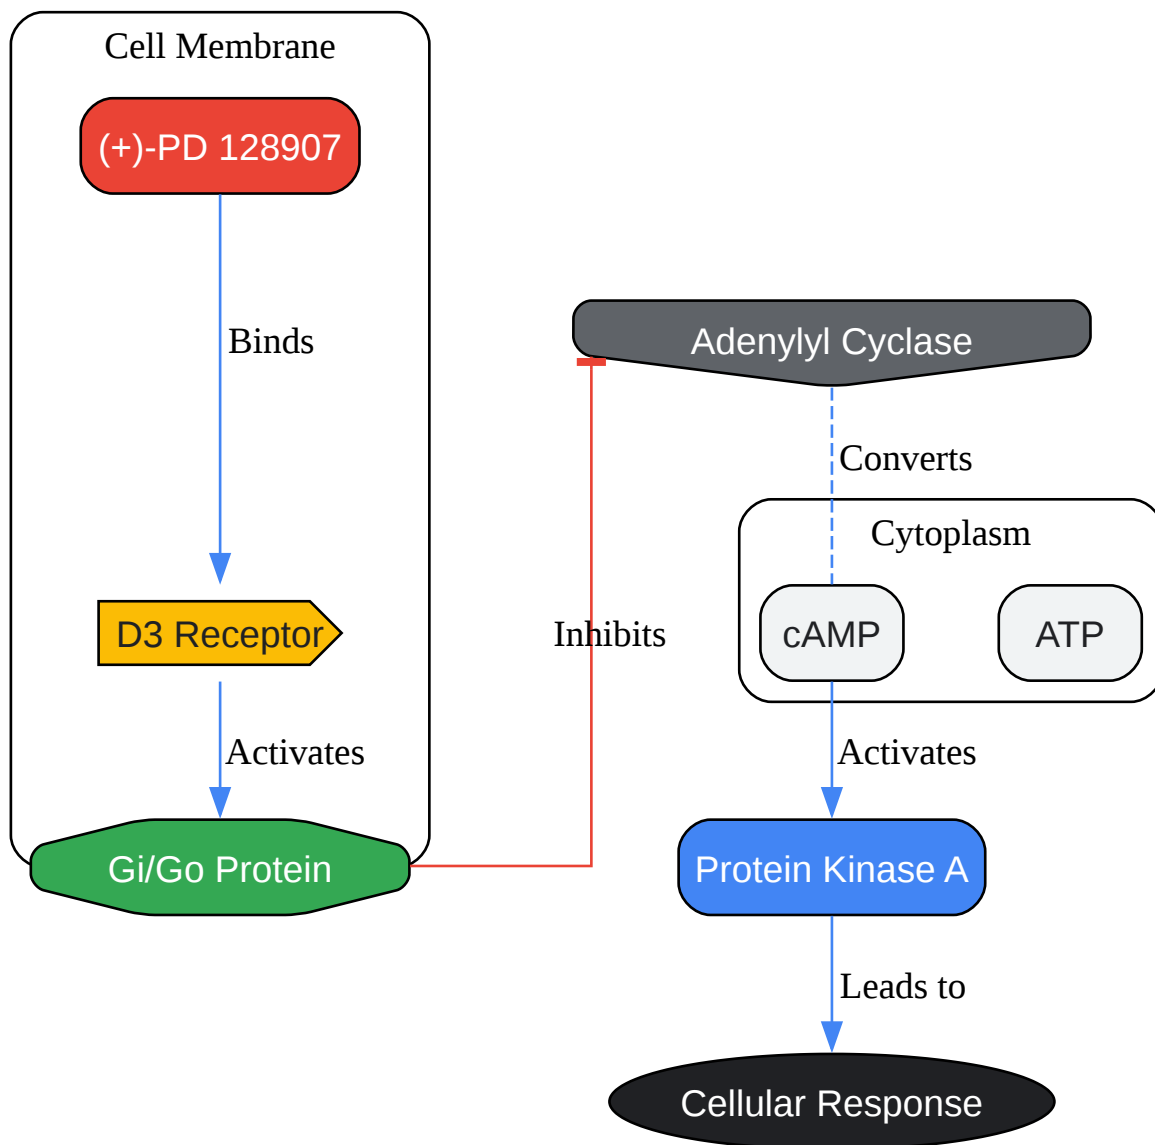 Cell Membrane
(+)-PD 128907
Binds
D3 Receptor
Activates
Gi/Go Protein
Inhibits
Adenylyl Cyclase
Converts
Cytoplasm
cAMP
ATP
Activates
Protein Kinase A
Leads to
Cellular Response